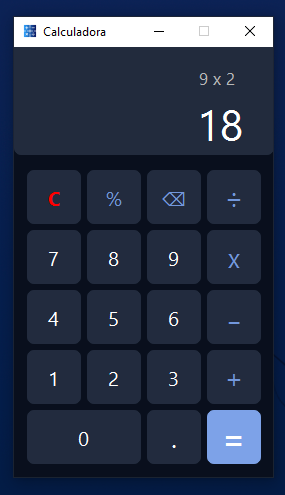 Calculadora
9 x 2
18
C % ⌫ ÷
7 8 9 x
4 5 6 −
1 2 3 +
0 . =